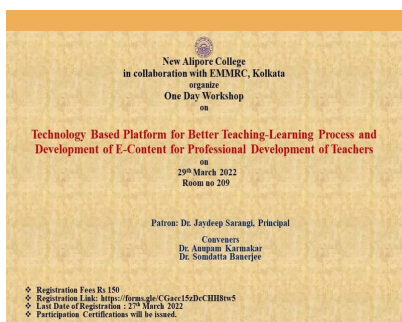 New Alipore College
in collaboration with EMMRC, Kolkata
organize
One Day Workshop
on
Technology Based Platform for Better Teaching-Learning Process and
Development of E-Content for Professional Development of Teachers
on
29th March 2022
Room no 209
Patron: Dr. Jaydeep Sarangi, Principal
Conveners
Dr. Anupam Karmakar
Dr. Somdatta Banerjee
❖ Registration Fees Rs 150
❖ Registration Link: https://forms.gle/CGacc15zDcCHH8tw5
❖ Last Date of Registration : 27th March 2022
❖ Participation Certifications will be issued.